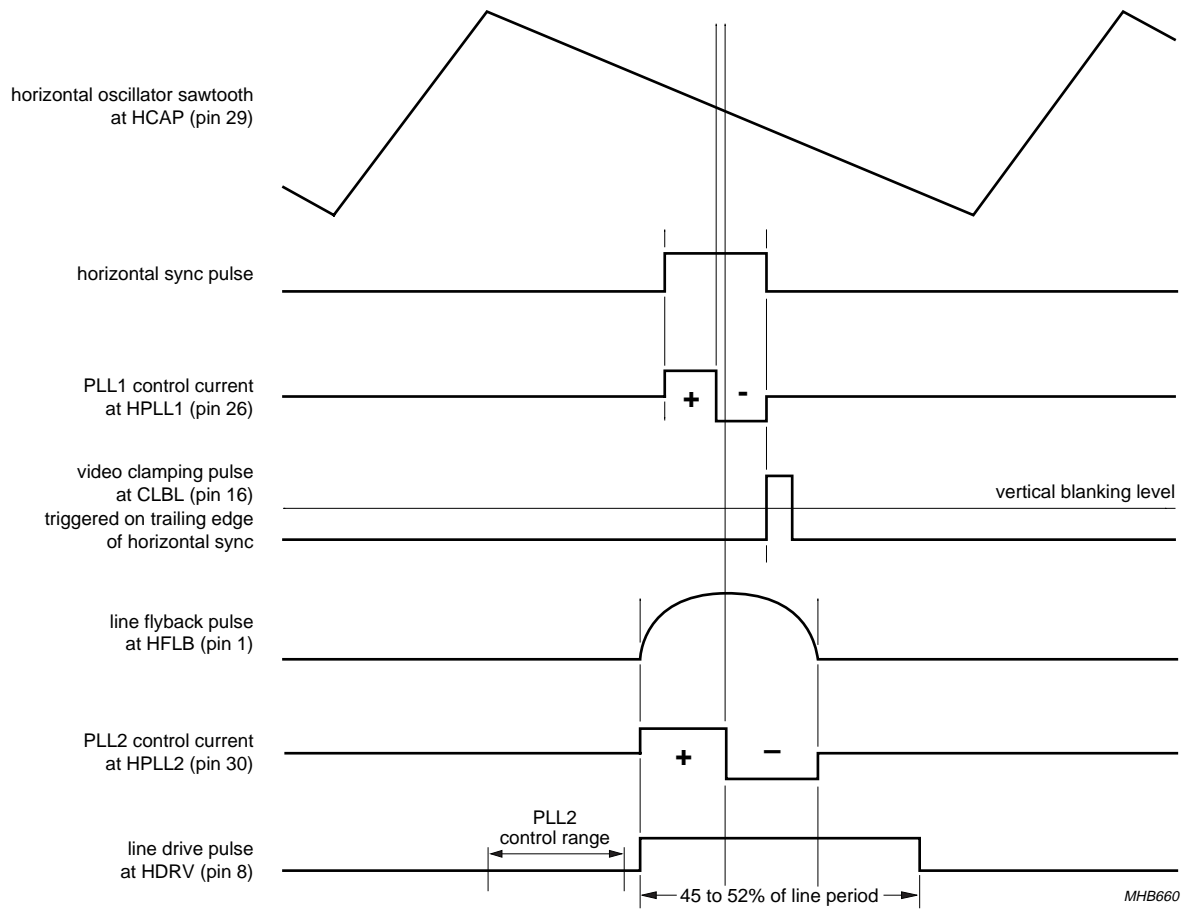 horizontal oscillator sawtooth
at HCAP (pin 29)
horizontal sync pulse
PLL1 control current
at HPLL1 (pin 26)
+
-
video clamping pulse
at CLBL (pin 16)
triggered on trailing edge
of horizontal sync
vertical blanking level
line flyback pulse
at HFLB (pin 1)
PLL2 control current
at HPLL2 (pin 30)
+
−
PLL2
control range
line drive pulse
at HDRV (pin 8)
45 to 52% of line period
MHB660